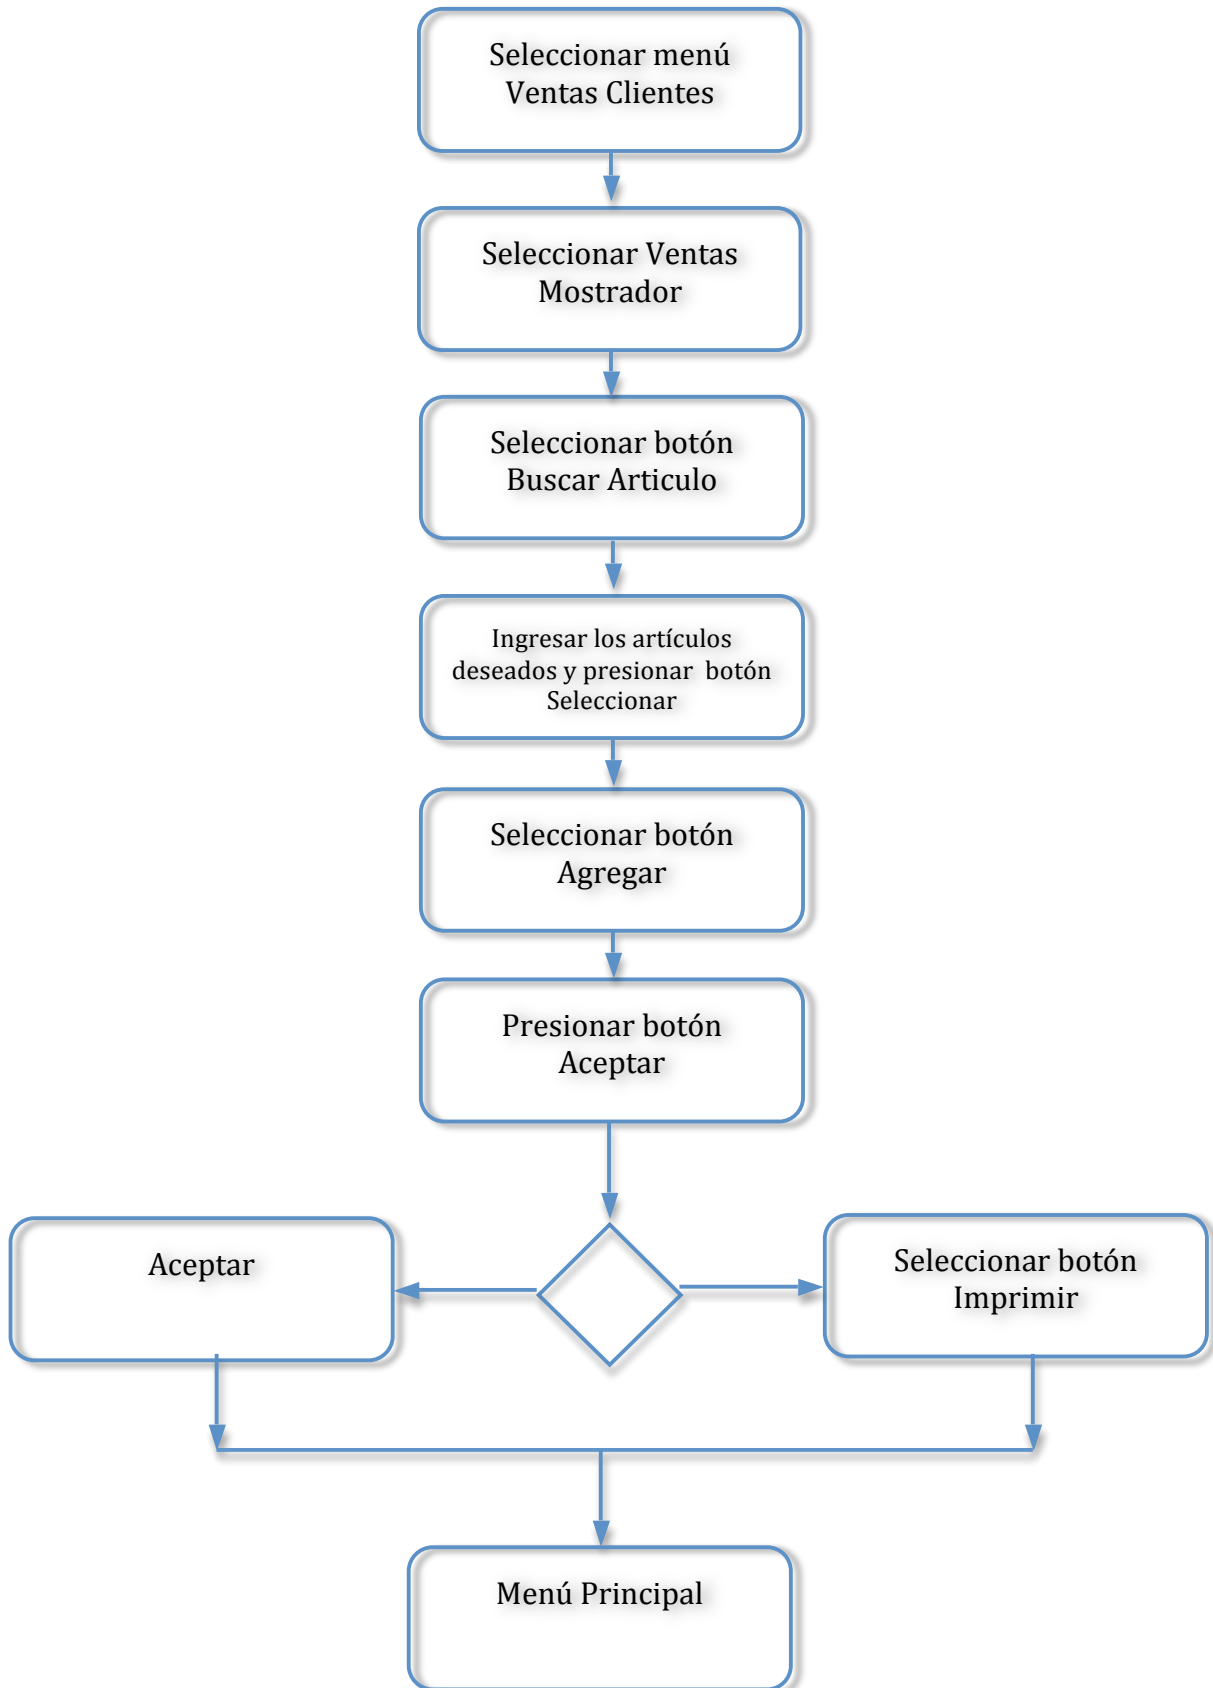 Seleccionar menú
Ventas Clientes
Seleccionar Ventas
Mostrador
Seleccionar botón
Buscar Articulo
Ingresar los artículos
deseados y presionar botón
Seleccionar
Seleccionar botón
Agregar
Presionar botón
Aceptar
Aceptar
Seleccionar botón
Imprimir
Menú Principal